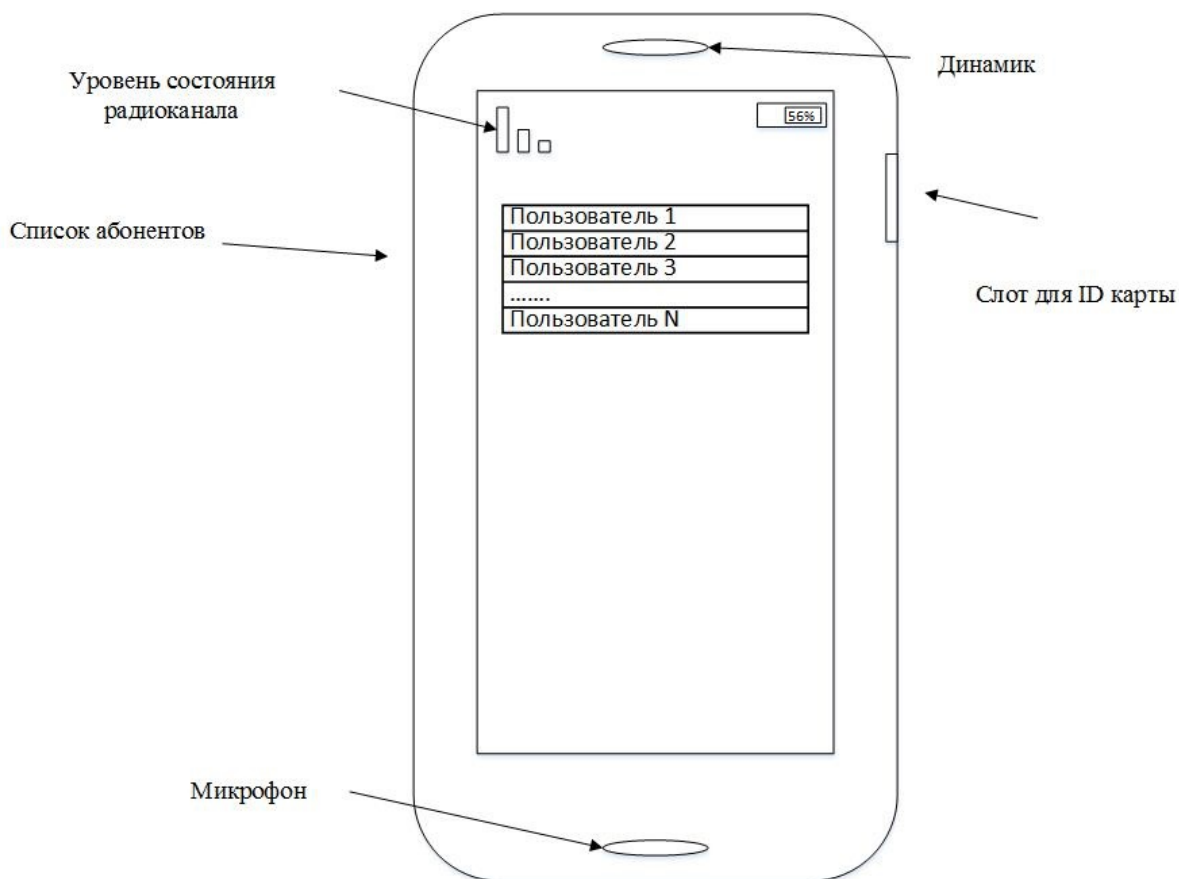 Динамик
Уровень состояния
радиоканала
56%
Пользователь 1
Пользователь 2
Пользователь 3
.......
Пользователь N
Список абонентов
Слот для ID карты
Микрофон